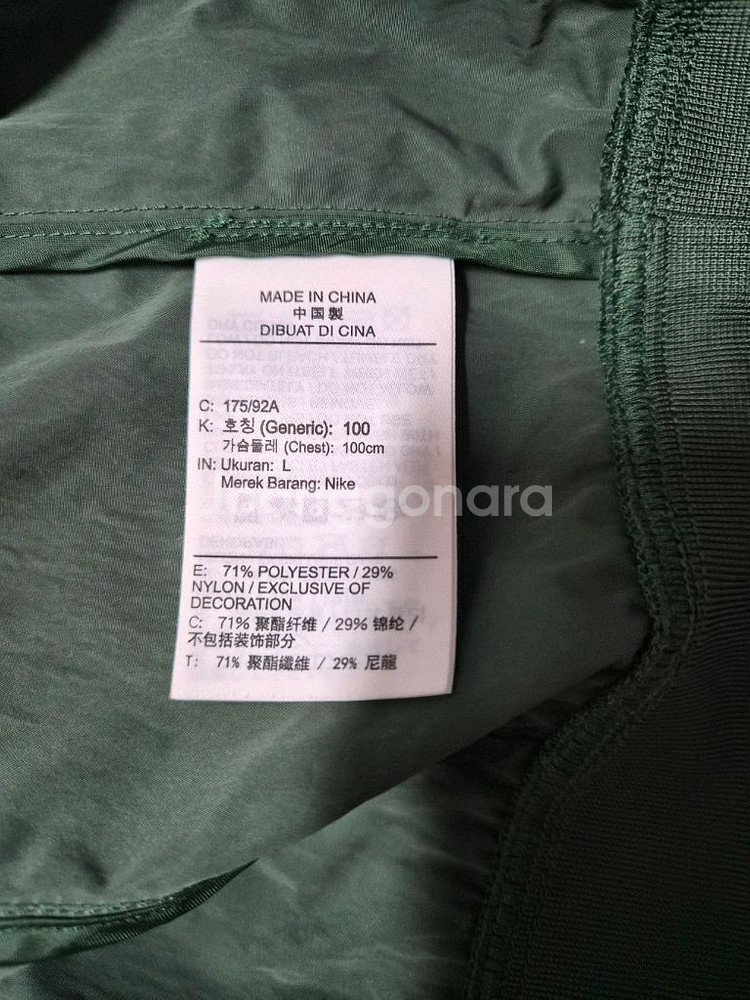 MADE IN CHINA
中国製
DIBUAT DI CINA
C: 175/92A
K: 호칭 (Generic): 100
가슴둘레 (Chest): 100cm
IN: Ukuran: L
Merek Barang: Nike
E: 71% POLYESTER / 29%
NYLON / EXCLUSIVE OF
DECORATION
C: 71% 聚酯纤维 / 29% 锦纶 /
不包括装饰部分
T: 71% 聚酯纖維 / 29% 尼龍